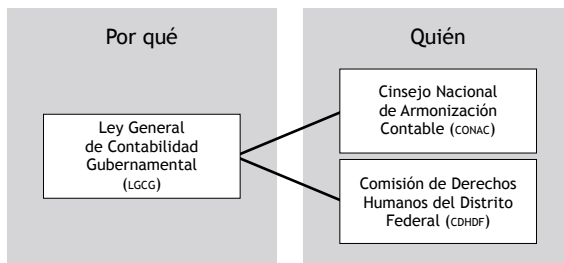 Por qué
Ley General
de Contabilidad
Gubernamental
(LGCG)
Quién
Cinsejo Nacional
de Armonización
Contable (CONAC)
Comisión de Derechos
Humanos del Distrito
Federal (CDHDF)